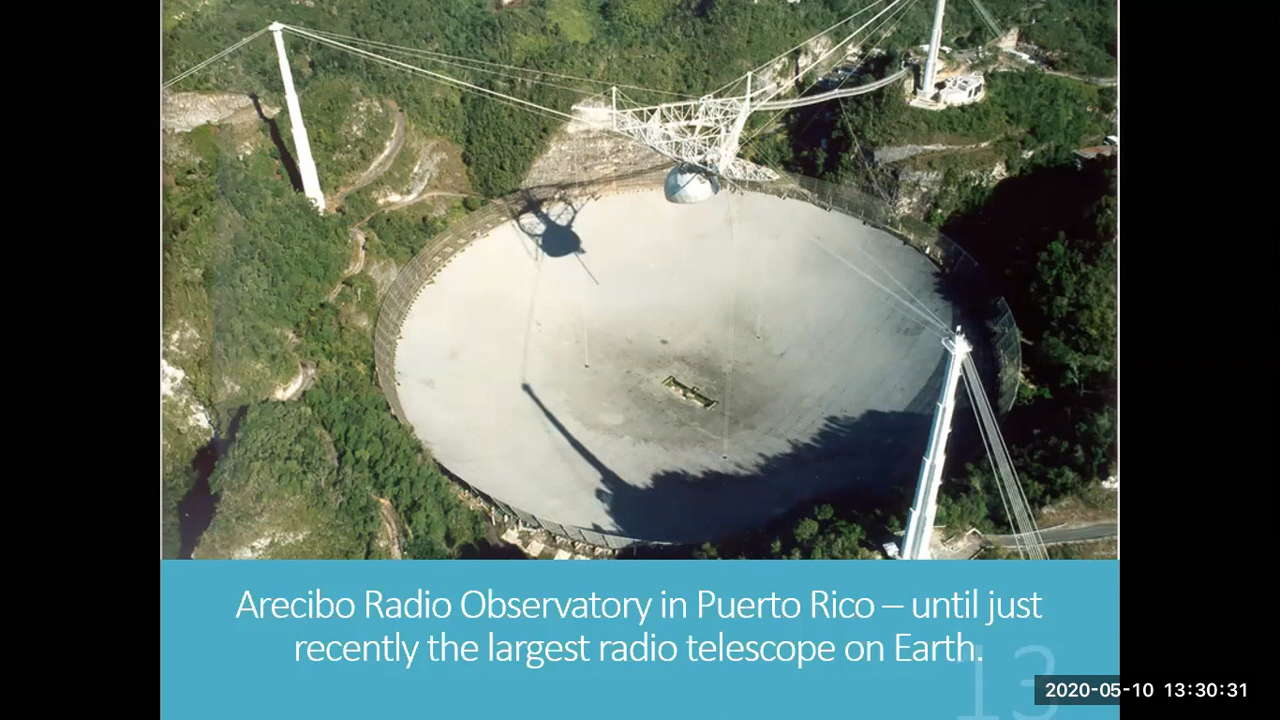 Arecibo Radio Observatory in Puerto Rico – until just
recently the largest radio telescope on Earth.
13
2020-05-10 13:30:31